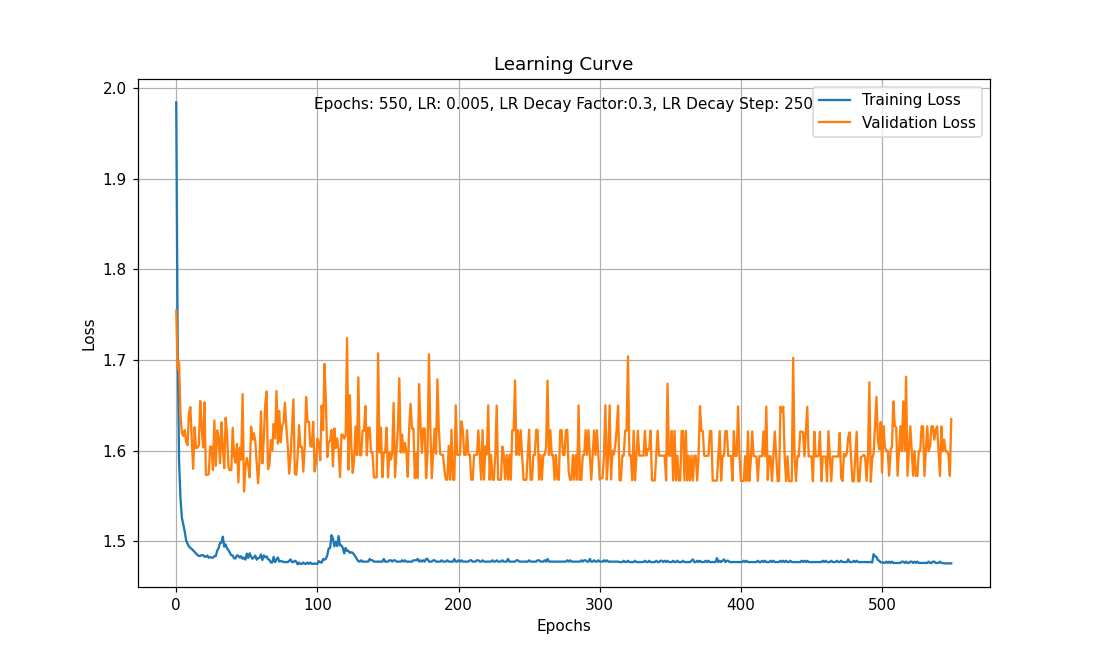 Learning Curve
Epochs: 550, LR: 0.005, LR Decay Factor:0.3, LR Decay Step: 250
Training Loss
Validation Loss
2.0
1.9
1.8
1.7
1.6
1.5
Loss
0 100 200 300 400 500
Epochs